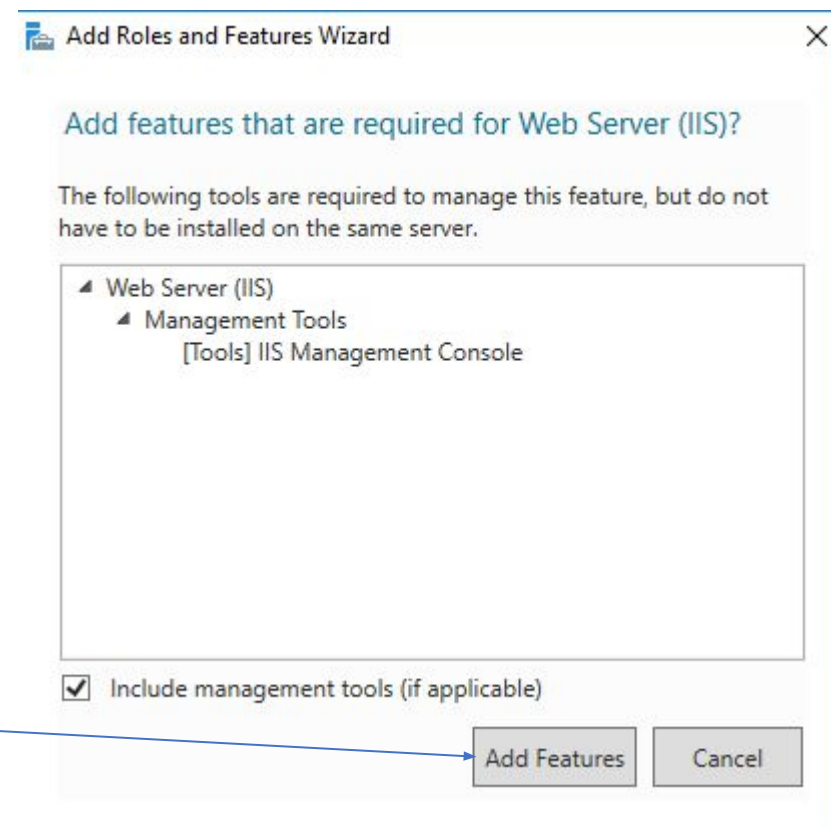 Add Roles and Features Wizard
Add features that are required for Web Server (IIS)?
The following tools are required to manage this feature, but do not
have to be installed on the same server.
Web Server (IIS)
Management Tools
[Tools] IIS Management Console
Include management tools (if applicable)
Add Features
Cancel